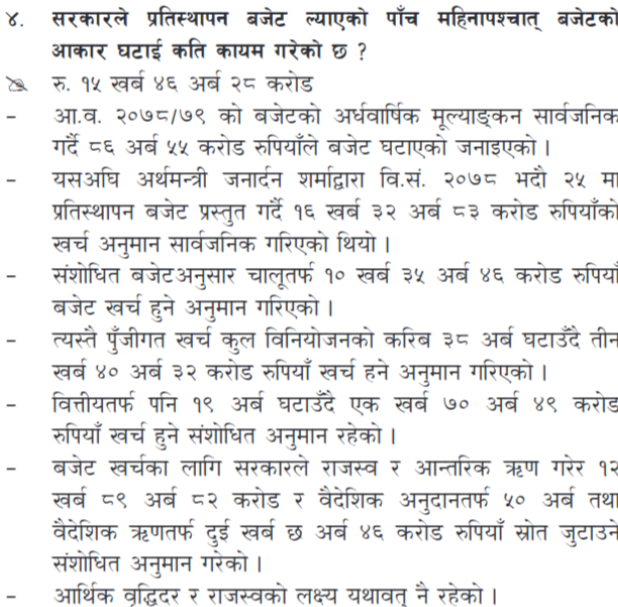 ४. सरकारले प्रतिस्थापन बजेट ल्याएको पाँच महिनापश्चात् बजेटको
आकार घटाई कति कायम गरेको छ ?
रु. १५ खर्ब ४६ अर्ब २८ करोड
- आ.व. २०७८/७९ को बजेटको अर्धवार्षिक मूल्याङ्कन सार्वजनिक
गर्दै ८६ अर्ब ५५ करोड रुपियाँले बजेट घटाएको जनाइएको ।
- यसअघि अर्थमन्त्री जनार्दन शर्माद्वारा वि.सं. २०७८ भदौ २५ मा
प्रतिस्थापन बजेट प्रस्तुत गर्दै १६ खर्ब ३२ अर्ब ८३ करोड रुपियाँको
खर्च अनुमान सार्वजनिक गरिएको थियो ।
- संशोधित बजेटअनुसार चालूतर्फ १० खर्ब ३५ अर्ब ४६ करोड रुपियाँ
बजेट खर्च हुने अनुमान गरिएको ।
- त्यस्तै पुँजीगत खर्च कुल विनियोजनको करिब ३८ अर्ब घटाउँदै तीन
खर्ब ४० अर्ब ३२ करोड रुपियाँ खर्च हने अनुमान गरिएको ।
- वित्तीयतर्फ पनि १९ अर्ब घटाउँदै एक खर्ब ७० अर्ब ४९ करोड
रुपियाँ खर्च हुने संशोधित अनुमान रहेको ।
- बजेट खर्चका लागि सरकारले राजस्व र आन्तरिक ऋण गरेर १२
खर्ब ८९ अर्ब ८२ करोड र वैदेशिक अनुदानतर्फ ५० अर्ब तथा
वैदेशिक ऋणतर्फ दुई खर्ब छ अर्ब ४६ करोड रुपियाँ स्रोत जुटाउने
संशोधित अनुमान गरेको ।
- आर्थिक वृद्धिदर र राजस्वको लक्ष्य यथावत् नै रहेको ।